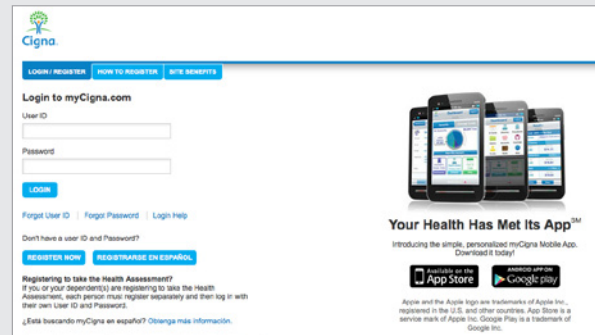 Cigna.
LOGIN / REGISTER
HOW TO REGISTER
SITE BENEFITS
Login to myCigna.com
User ID
Password
LOGIN
Forgot User ID | Forgot Password | Login Help
Don't have a user ID and Password?
REGISTER NOW
REGISTRARSE EN ESPAÑOL
Registering to take the Health Assessment?
If you or your dependent(s) are registering to take the Health
Assessment, each person must register separately and then log in with
their own User ID and Password.
¿Está buscando myCigna en español? Obtenga más información.
Your Health Has Met Its App SM
Introducing the simple, personalized myCigna Mobile App.
Download it today!
Available on the
App Store
ANDROID APP ON
Google play
Apple and the Apple logo are trademarks of Apple Inc.,
registered in the U.S. and other countries. App Store is a
service mark of Apple Inc. Google Play is a trademark of
Google Inc.